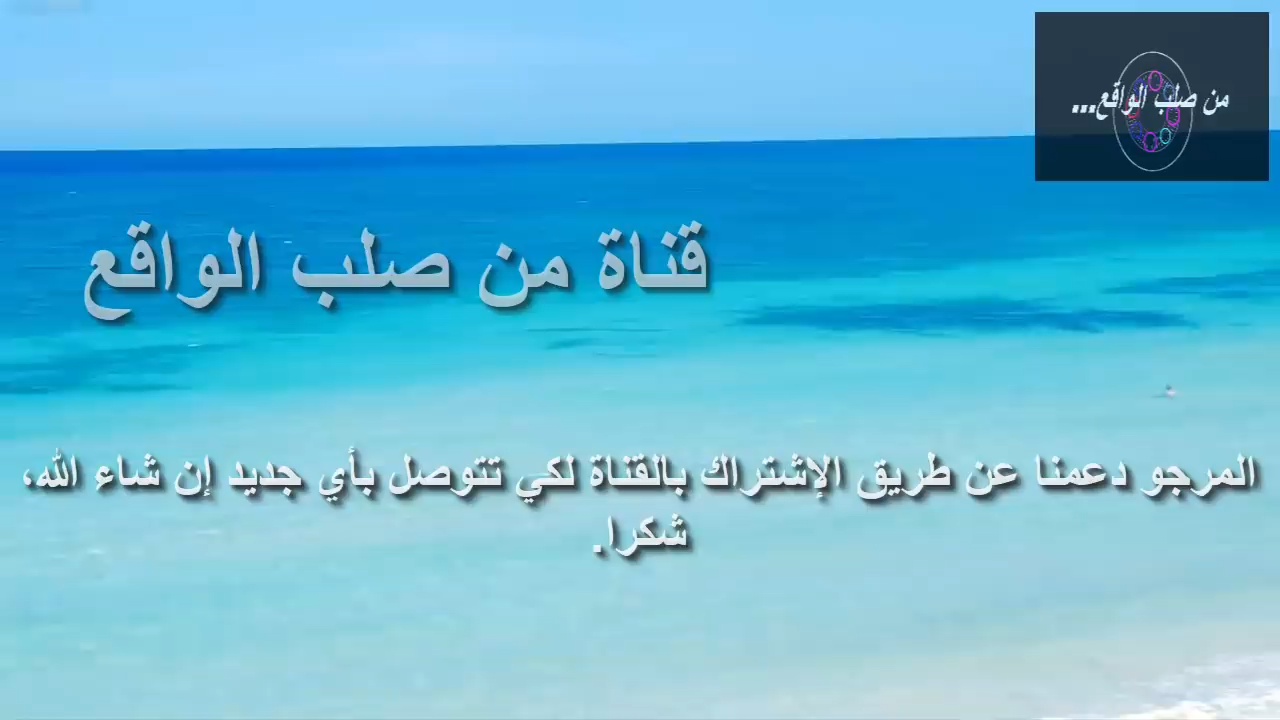 من صلب الواقع...
قناة من صلب الواقع
المرجو دعمنا عن طريق الإشتراك بالقناة لكي تتوصل بأي جديد إن شاء الله،
شكرا.